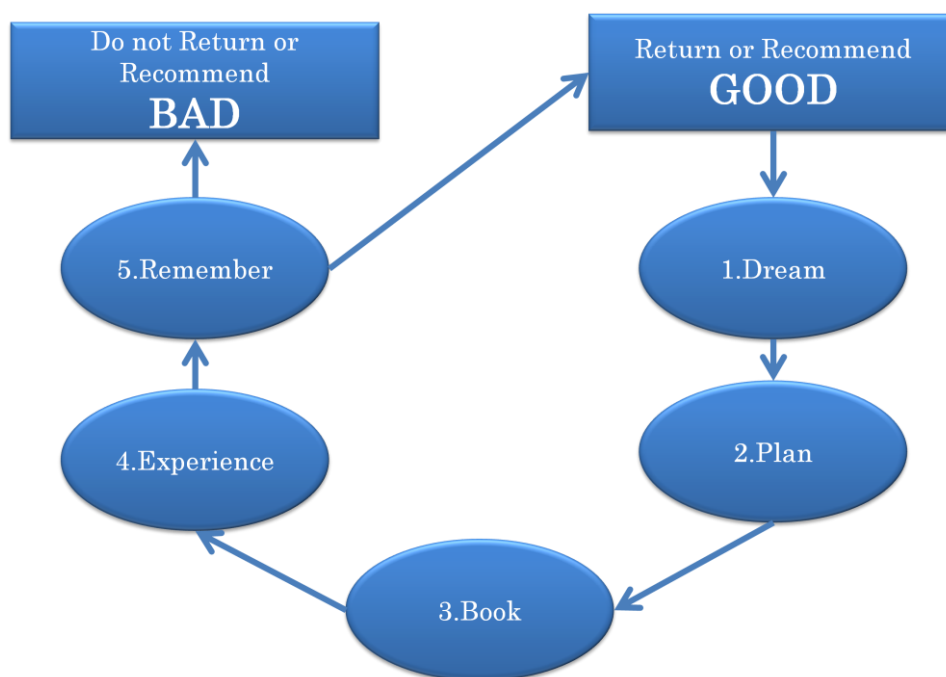 Do not Return or
Recommend
BAD
Return or Recommend
GOOD
5.Remember
1.Dream
4.Experience
2.Plan
3.Book